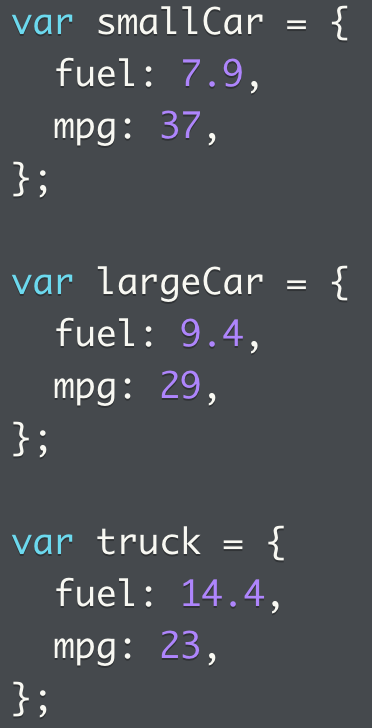 var smallCar = {
  fuel: 7.9,
  mpg: 37,
};
var largeCar = {
  fuel: 9.4,
  mpg: 29,
};
var truck = {
  fuel: 14.4,
  mpg: 23,
};